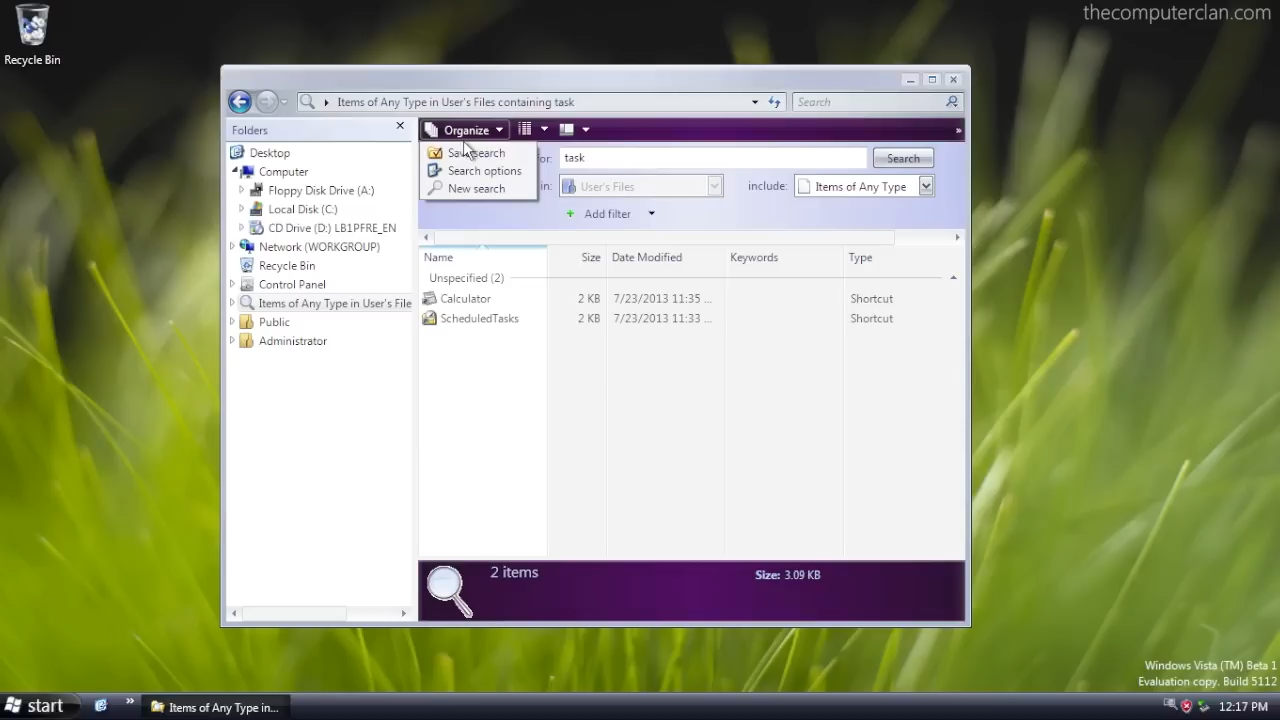 thecomputerclan.com
Recycle Bin
Items of Any Type in User's Files containing task
Search
Folders
Organize
Desktop
Computer
Floppy Disk Drive (A:)
Local Disk (C:)
CD Drive (D:) LB1PFRE_EN
Network (WORKGROUP)
Recycle Bin
Control Panel
Items of Any Type in User's File
Public
Administrator
search
Search options
New search
or:
task
Search
in:
User's Files
include:
Items of Any Type
Add filter
Name
Size
Date Modified
Keywords
Type
Unspecified (2)
Calculator
2 KB
7/23/2013 11:35 ...
Shortcut
ScheduledTasks
2 KB
7/23/2013 11:33 ...
Shortcut
2 items
Size: 3.09 KB
Windows Vista (TM) Beta 1
Evaluation copy. Build 5112
start
Items of Any Type in...
12:17 PM